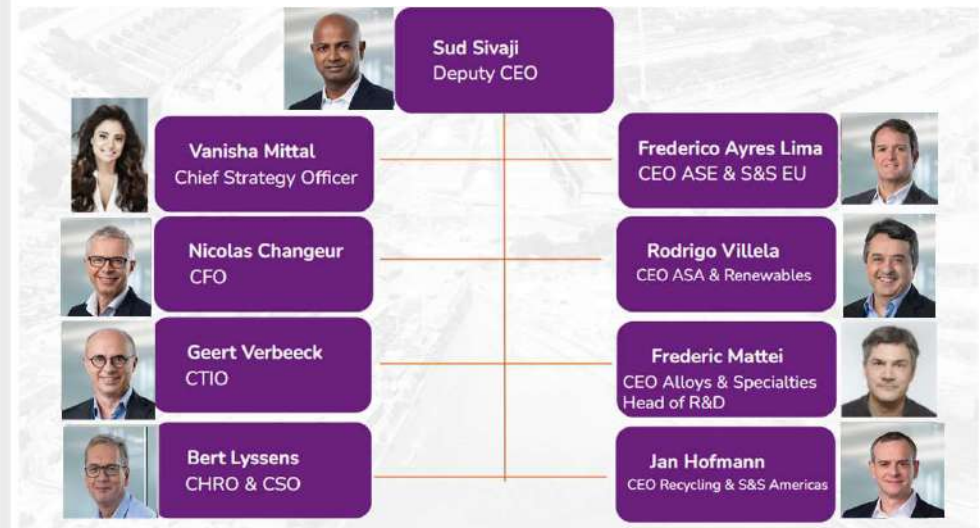 Sud Sivaji
Deputy CEO
Vanisha Mittal
Chief Strategy Officer
Frederico Ayres Lima
CEO ASE & S&S EU
Nicolas Changeur
CFO
Rodrigo Villela
CEO ASA & Renewables
Geert Verbeeck
CTIO
Frederic Mattei
CEO Alloys & Specialties
Head of R&D
Bert Lyssens
CHRO & CSO
Jan Hofmann
CEO Recycling & S&S Americas